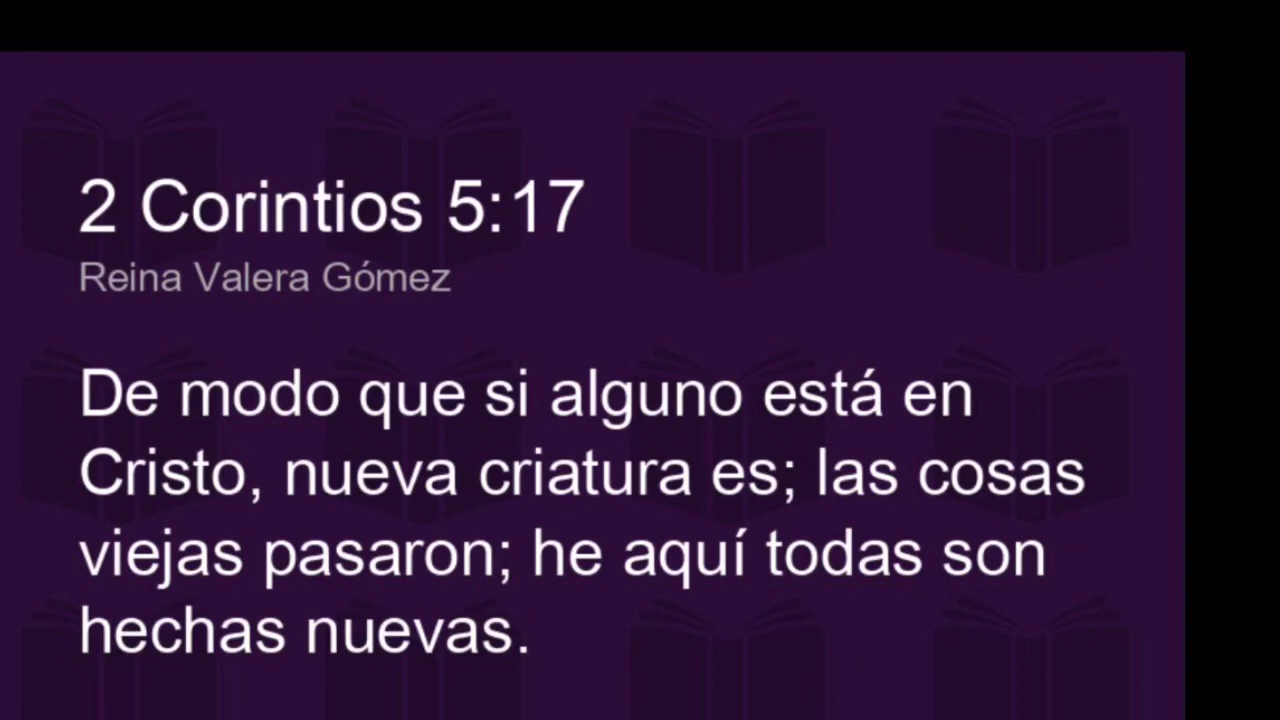 2 Corintios 5:17
Reina Valera Gómez
De modo que si alguno está en
Cristo, nueva criatura es; las cosas
viejas pasaron; he aquí todas son
hechas nuevas.